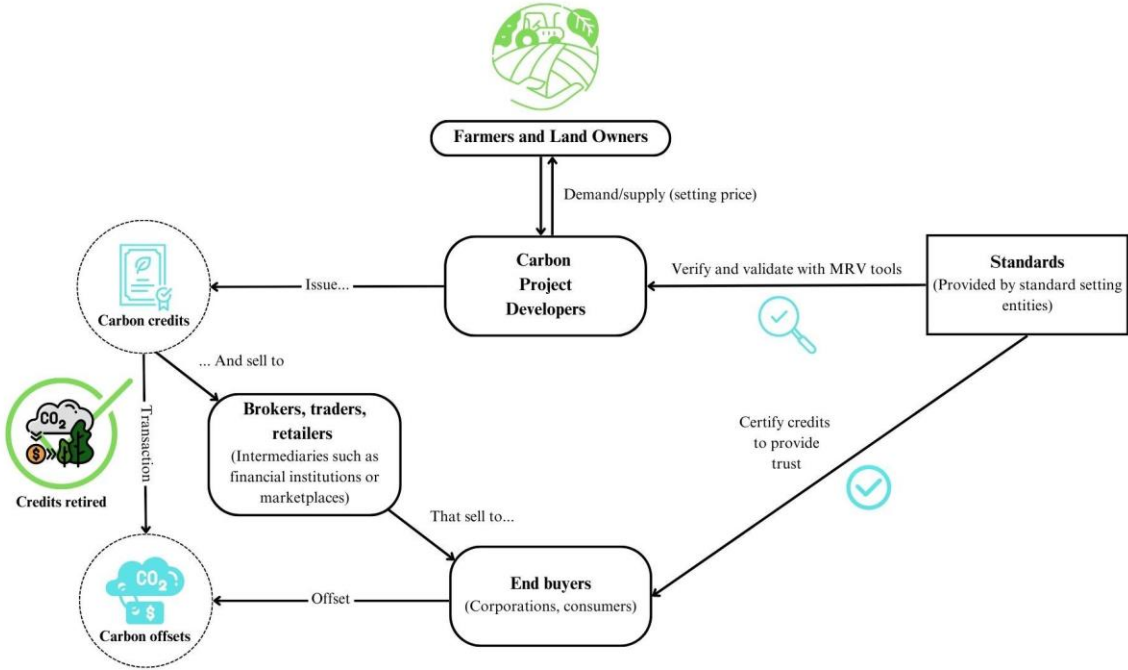 Farmers and Land Owners
Demand/supply (setting price)
Carbon
Project
Developers
Verify and validate with MRV tools
Standards
(Provided by standard setting
entities)
Issue...
Carbon credits
... And sell to
Brokers, traders,
retailers
(Intermediaries such as
financial institutions or
marketplaces)
Transaction
CO2
$
Credits retired
Certify credits
to provide
trust
That sell to...
End buyers
(Corporations, consumers)
Offset
CO2
$
Carbon offsets